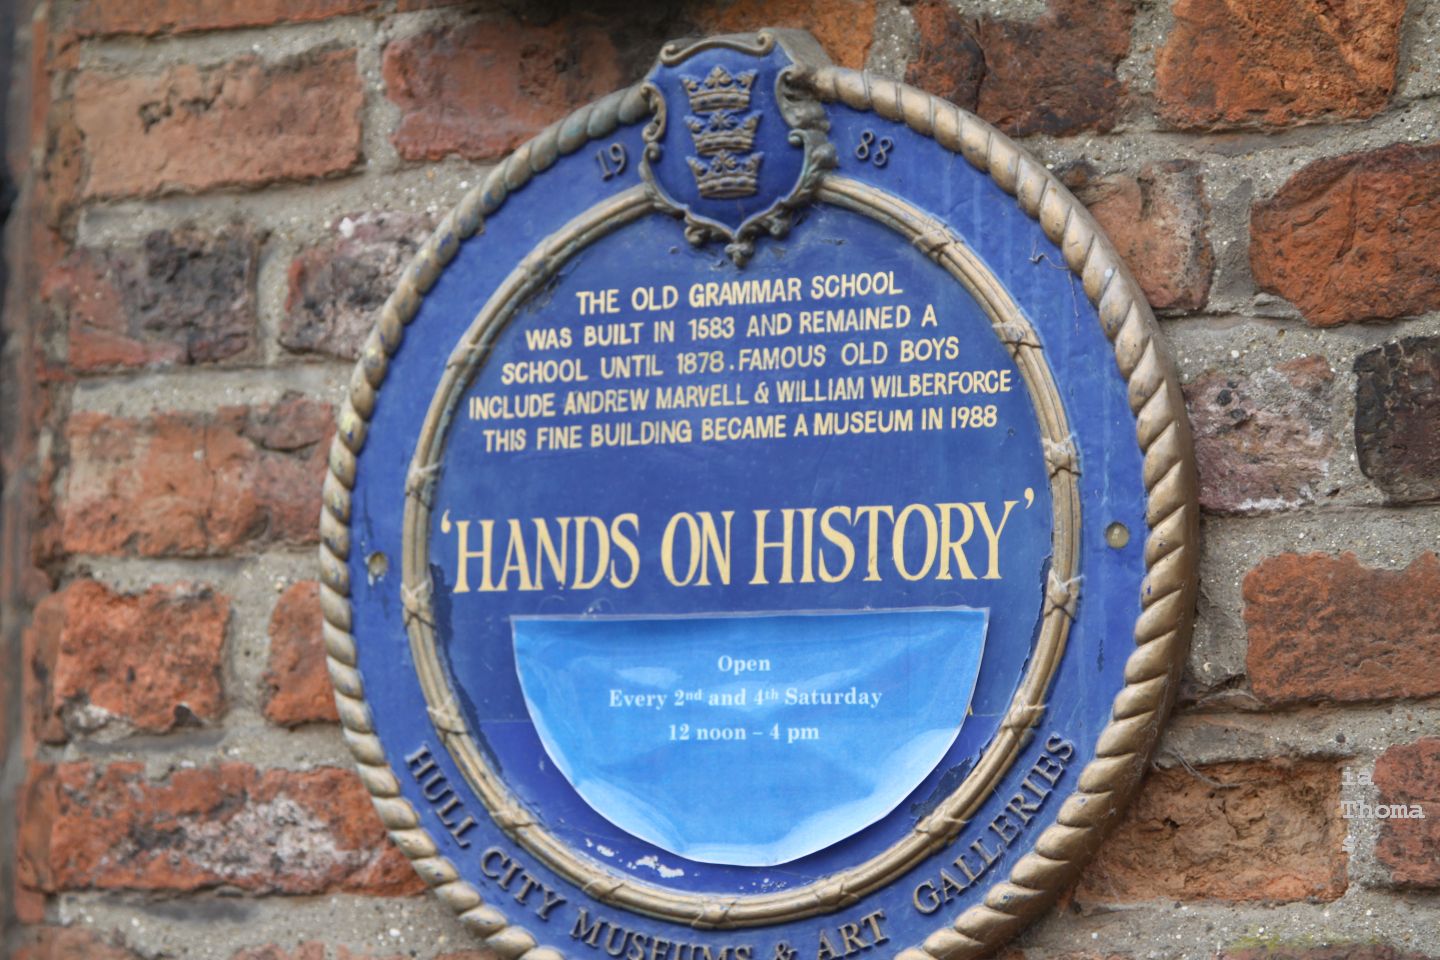 19 88
THE OLD GRAMMAR SCHOOL
WAS BUILT IN 1583 AND REMAINED A
SCHOOL UNTIL 1878. FAMOUS OLD BOYS
INCLUDE ANDREW MARVELL & WILLIAM WILBERFORCE
THIS FINE BUILDING BECAME A MUSEUM IN 1988
'HANDS ON HISTORY'
Open
Every 2nd and 4th Saturday
12 noon – 4 pm
HULL CITY MUSEUMS & ART GALLERIES
ia
Thoma
s